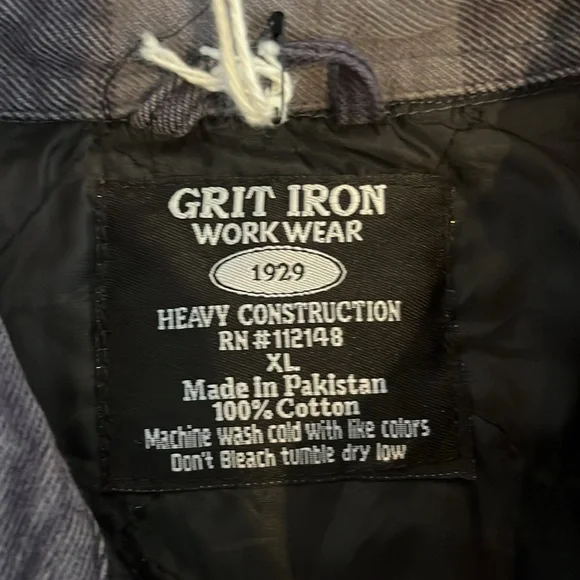 GRIT IRON
WORK WEAR
1929
HEAVY CONSTRUCTION
RN #112148
XL
Made In Pakistan
100% Cotton
Machine wash cold with like colors
Don't Bleach tumble dry low